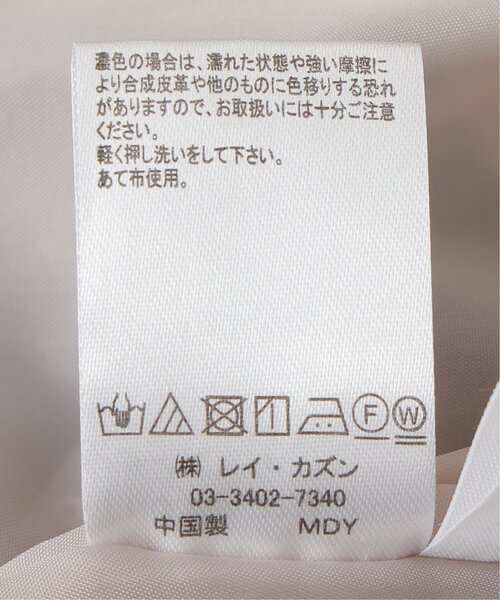 濃色の場合は、濡れた状態や強い摩擦に
より合成皮革や他のものに色移りする恐れ
がありますので、お取扱いには十分ご注意
ください。
軽く押し洗いをして下さい。
あて布使用。
F W
㈱ レイ・カズン
03-3402-7340
中国製 MDY